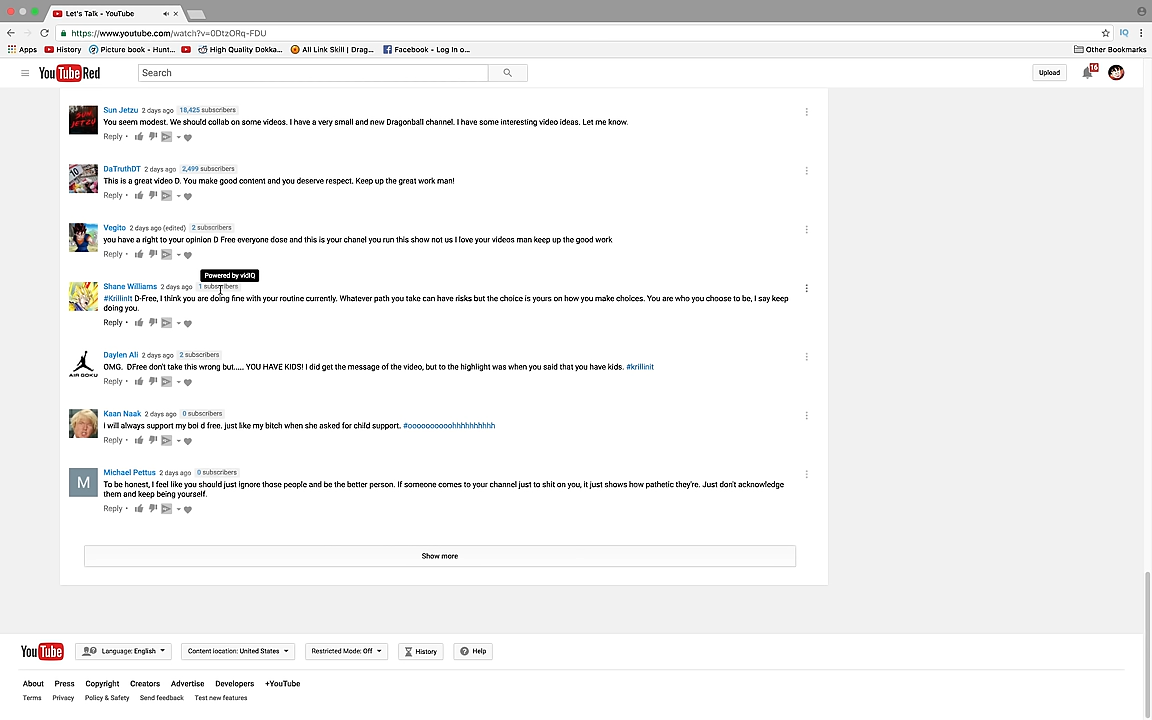 Let's Talk - YouTube
https://www.youtube.com/watch?v=0DtzORq-FDU
IQ
Apps History Picture book - Hunt... High Quality Dokka... All Link Skill | Drag... Facebook - Log In o... Other Bookmarks
YouTube Red Search Upload 16
Sun Jetzu 2 days ago 18,425 subscribers
You seem modest. We should collab on some videos. I have a very small and new Dragonball channel. I have some interesting video ideas. Let me know.
Reply
DaTruthDT 2 days ago 2,499 subscribers
This is a great video D. You make good content and you deserve respect. Keep up the great work man!
Reply
Vegito 2 days ago (edited) 2 subscribers
you have a right to your opinion D Free everyone dose and this is your chanel you run this show not us I love your videos man keep up the good work
Reply
Powered by vidIQ
Shane Williams 2 days ago 1 subscribers
#KrillinIt D-Free, I think you are doing fine with your routine currently. Whatever path you take can have risks but the choice is yours on how you make choices. You are who you choose to be, I say keep
doing you.
Reply
Daylen Ali 2 days ago 2 subscribers
AIR GOKU
OMG. DFree don't take this wrong but..... YOU HAVE KIDS! I did get the message of the video, but to the highlight was when you said that you have kids. #krillinit
Reply
Kaan Naak 2 days ago 0 subscribers
I will always support my boi d free. just like my bitch when she asked for child support. #oooooooooohhhhhhhhhh
Reply
M
Michael Pettus 2 days ago 0 subscribers
To be honest, I feel like you should just ignore those people and be the better person. If someone comes to your channel just to shit on you, it just shows how pathetic they're. Just don't acknowledge
them and keep being yourself.
Reply
Show more
YouTube Language: English Content location: United States Restricted Mode: Off History Help
About Press Copyright Creators Advertise Developers +YouTube
Terms Privacy Policy & Safety Send feedback Test new features